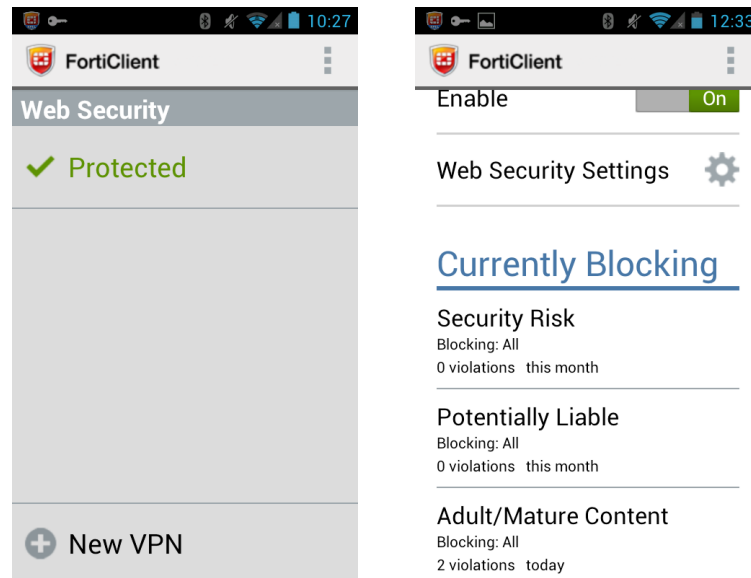 10:27
FortiClient
Web Security
Protected
New VPN
12:33
FortiClient
Enable
On
Web Security Settings
Currently Blocking
Security Risk
Blocking: All
0 violations this month
Potentially Liable
Blocking: All
0 violations this month
Adult/Mature Content
Blocking: All
2 violations today